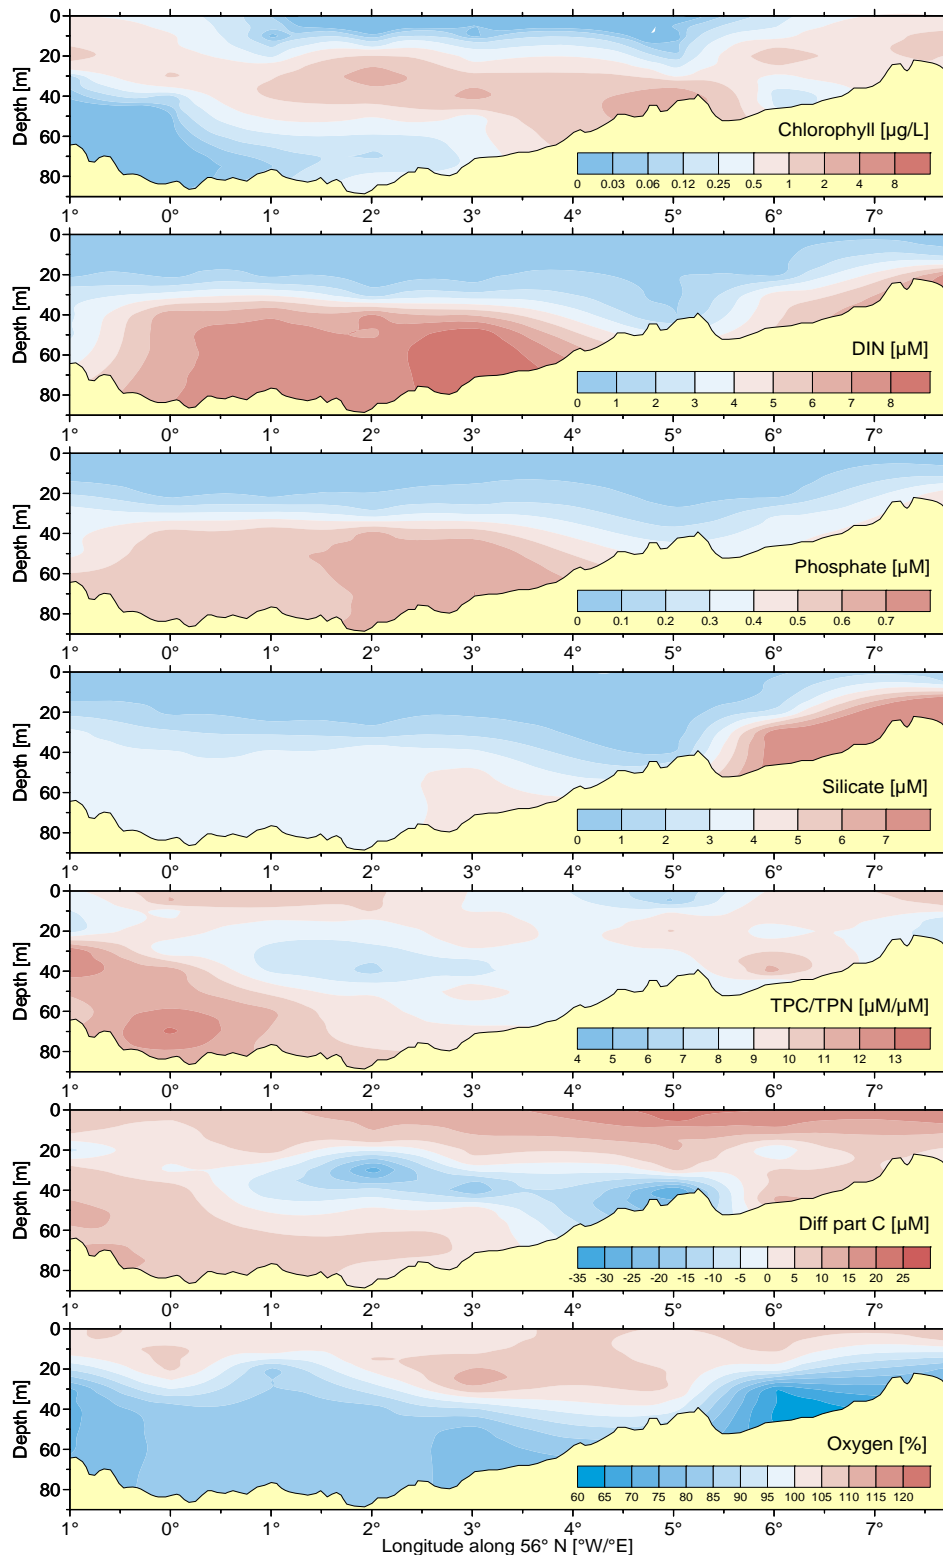 0
20
40
60
80
Depth [m]
Chlorophyll [µg/L]
0 0.03 0.06 0.12 0.25 0.5 1 2 4 8
1° 0° 1° 2° 3° 4° 5° 6° 7°
0
20
40
60
80
Depth [m]
DIN [µM]
0 1 2 3 4 5 6 7 8
1° 0° 1° 2° 3° 4° 5° 6° 7°
0
20
40
60
80
Depth [m]
Phosphate [µM]
0 0.1 0.2 0.3 0.4 0.5 0.6 0.7
1° 0° 1° 2° 3° 4° 5° 6° 7°
0
20
40
60
80
Depth [m]
Silicate [µM]
0 1 2 3 4 5 6 7
1° 0° 1° 2° 3° 4° 5° 6° 7°
0
20
40
60
80
Depth [m]
TPC/TPN [µM/µM]
4 5 6 7 8 9 10 11 12 13
1° 0° 1° 2° 3° 4° 5° 6° 7°
0
20
40
60
80
Depth [m]
Diff part C [µM]
-35 -30 -25 -20 -15 -10 -5 0 5 10 15 20 25
1° 0° 1° 2° 3° 4° 5° 6° 7°
0
20
40
60
80
Depth [m]
Oxygen [%]
60 65 70 75 80 85 90 95 100 105 110 115 120
1° 0° 1° 2° 3° 4° 5° 6° 7°
Longitude along 56° N [°W/°E]